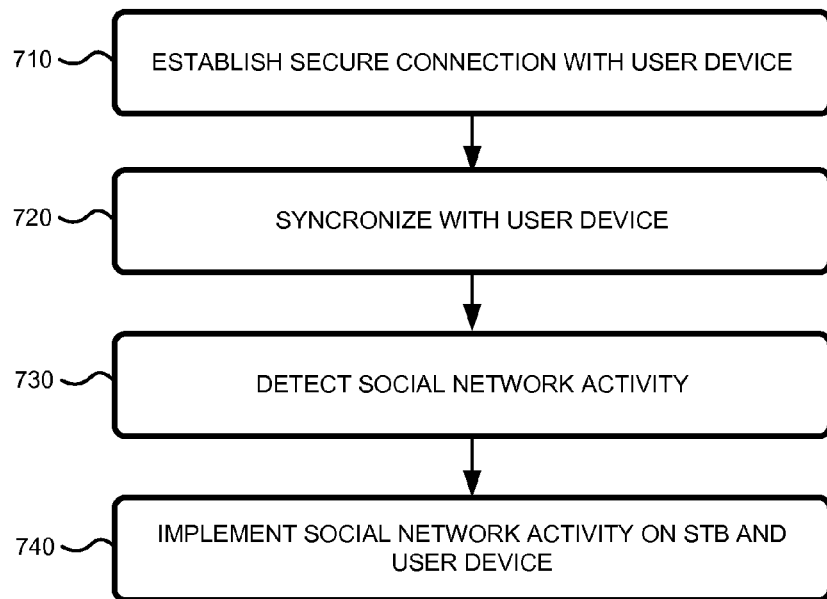 710
ESTABLISH SECURE CONNECTION WITH USER DEVICE
720
SYNCRONIZE WITH USER DEVICE
730
DETECT SOCIAL NETWORK ACTIVITY
740
IMPLEMENT SOCIAL NETWORK ACTIVITY ON STB AND
USER DEVICE